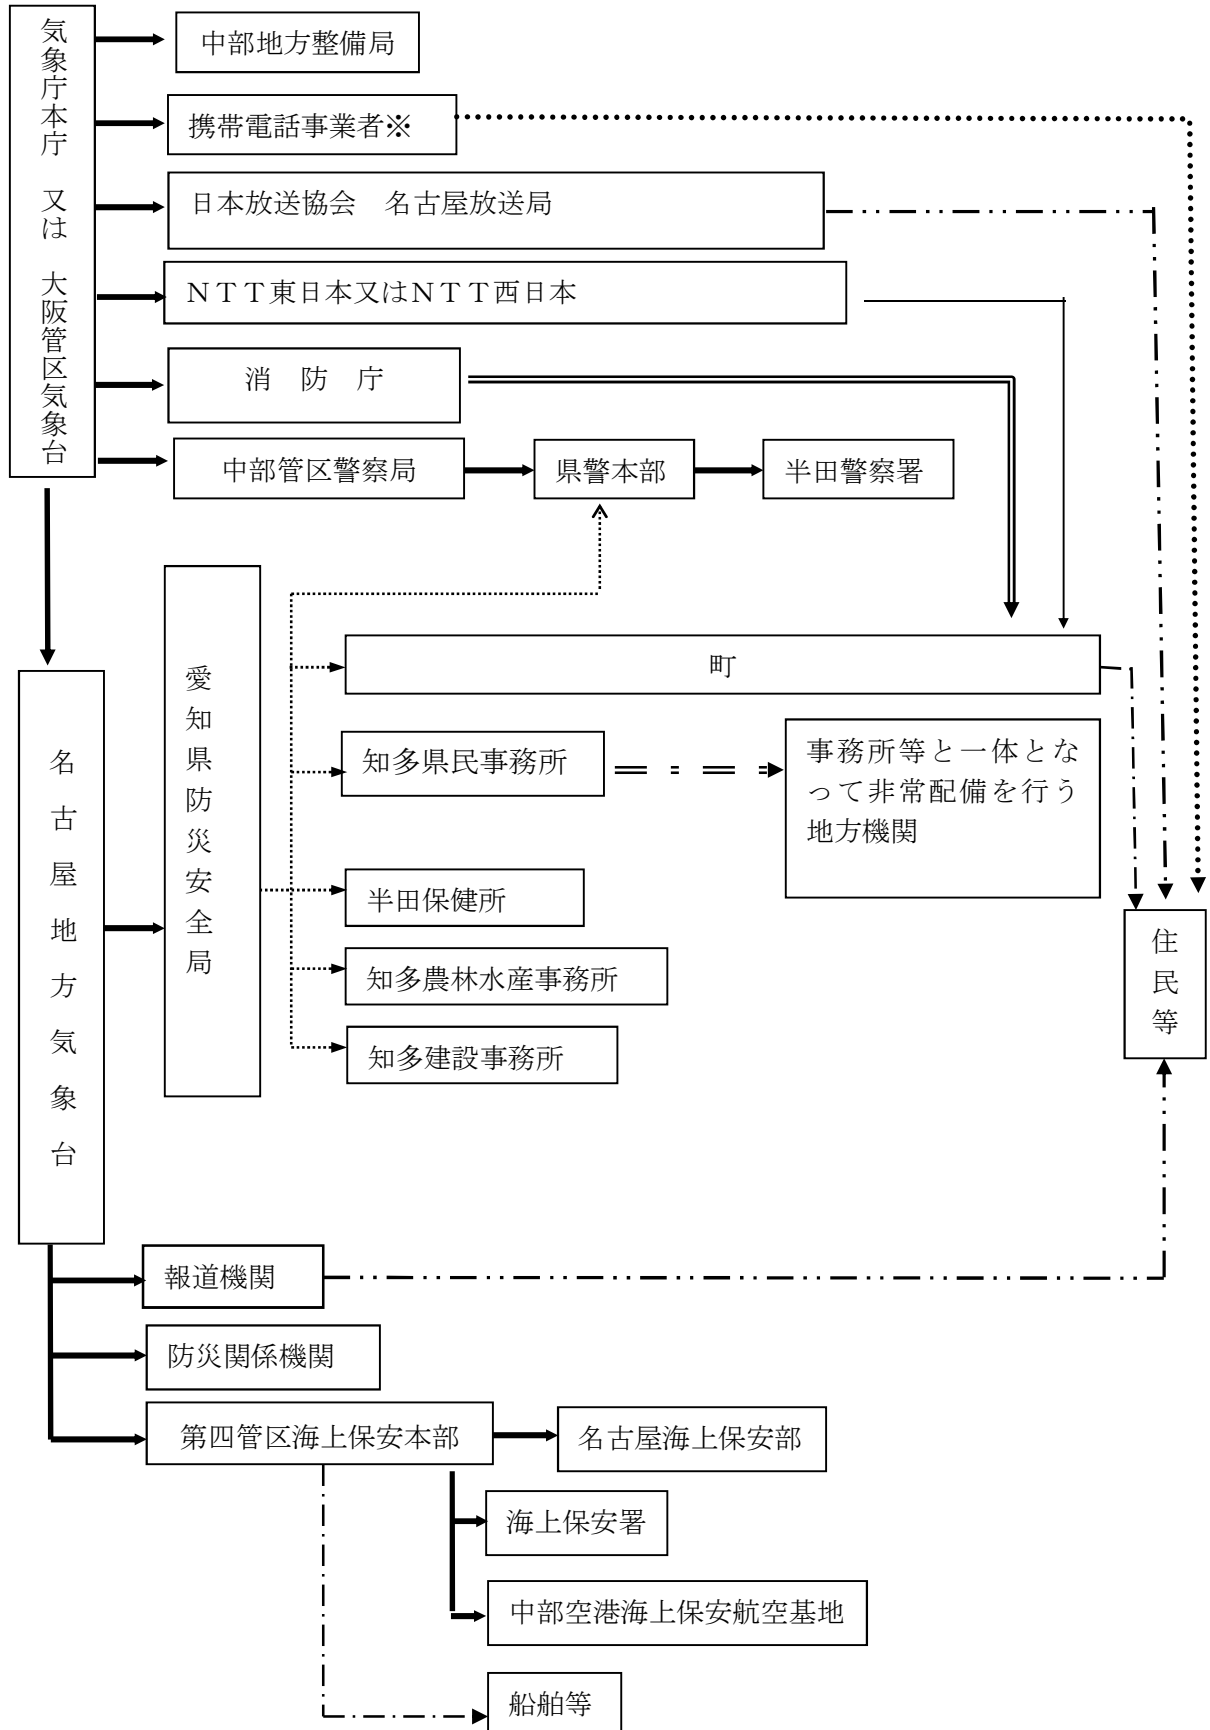 気象庁本庁　又は　大阪管区気象台
中部地方整備局
携帯電話事業者※
日本放送協会　名古屋放送局
ＮＴＴ東日本又はＮＴＴ西日本
消　防　庁
中部管区警察局
県警本部
半田警察署
名古屋地方気象台
愛知県防災安全局
町
知多県民事務所
事務所等と一体とな
って非常配備を行う
地方機関
半田保健所
知多農林水産事務所
知多建設事務所
住民等
報道機関
防災関係機関
第四管区海上保安本部
名古屋海上保安部
海上保安署
中部空港海上保安航空基地
船舶等